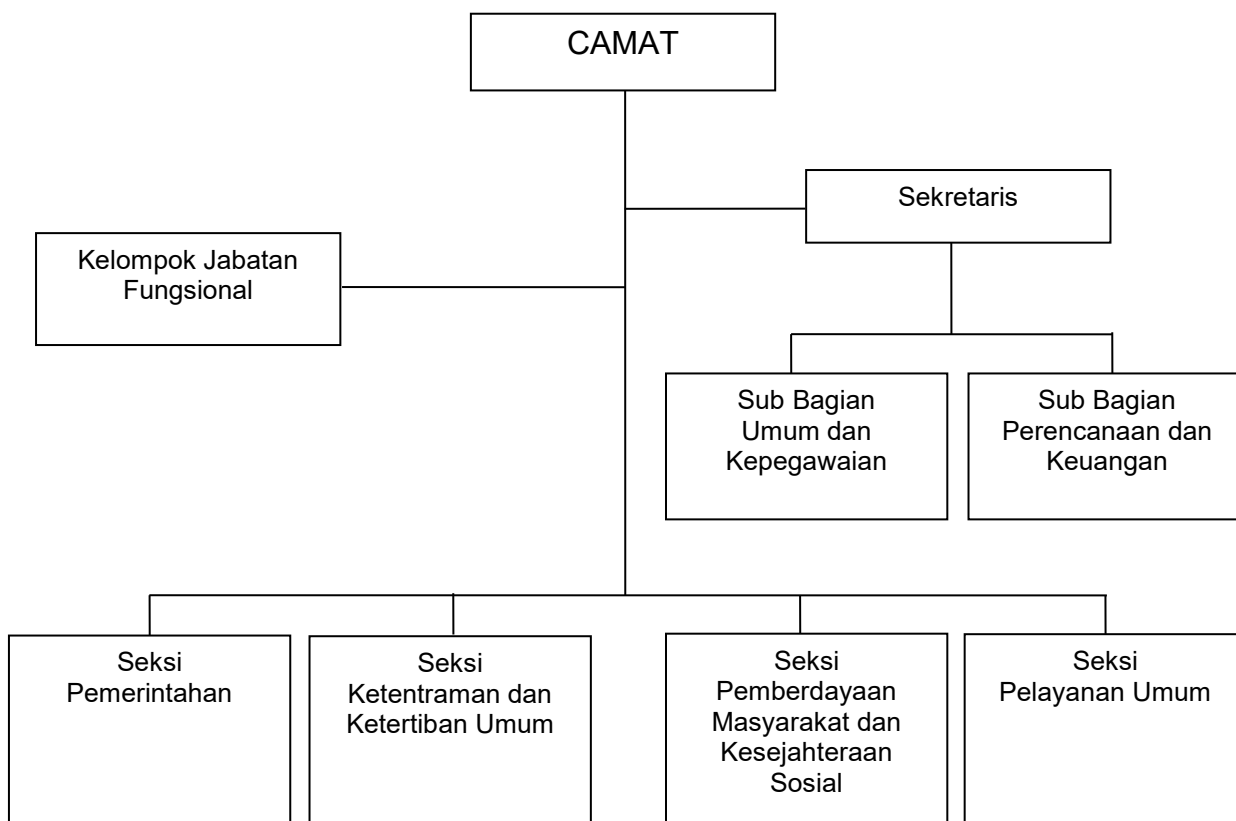 CAMAT
Sekretaris
Kelompok Jabatan
Fungsional
Sub Bagian
Umum dan
Kepegawaian
Sub Bagian
Perencanaan dan
Keuangan
Seksi
Pemerintahan
Seksi
Ketentraman dan
Ketertiban Umum
Seksi
Pemberdayaan
Masyarakat dan
Kesejahteraan
Sosial
Seksi
Pelayanan Umum